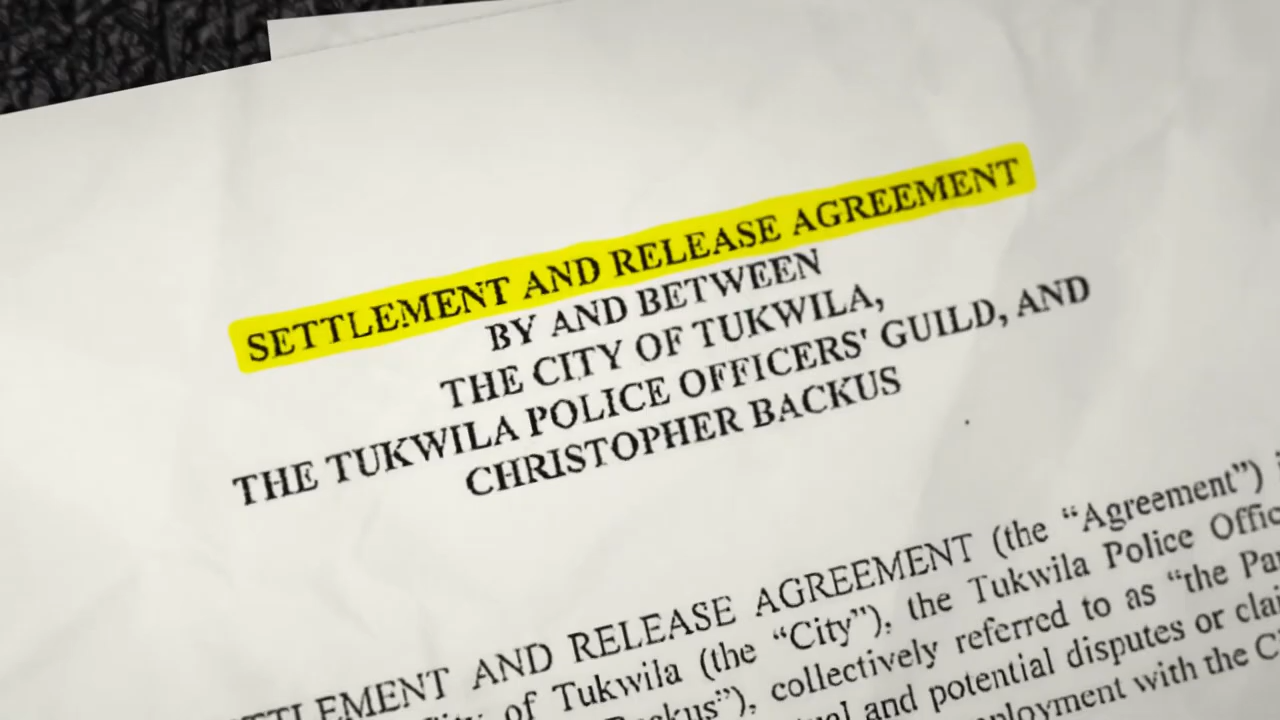 SETTLEMENT AND RELEASE AGREEMENT
BY AND BETWEEN
THE CITY OF TUKWILA,
THE TUKWILA POLICE OFFICERS' GUILD, AND
CHRISTOPHER BACKUS
SETTLEMENT AND RELEASE AGREEMENT (the “Agreement”)
of Tukwila (the “City”), the Tukwila Police
collectively referred to as “the
and potential disputes or
with the